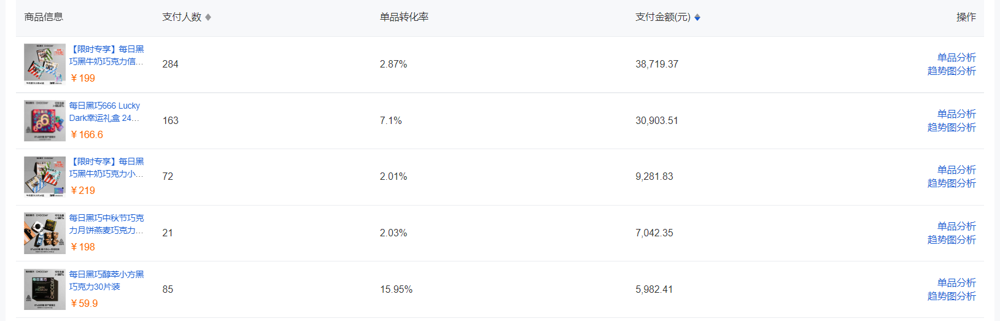 商品信息 支付人数 单品转化率 支付金额(元) 操作
【限时专享】每日黑
巧黑牛奶巧克力信...
￥199
284 2.87% 38,719.37
单品分析
趋势图分析
每日黑巧666 Lucky
Dark幸运礼盒 24...
￥166.6
163 7.1% 30,903.51
单品分析
趋势图分析
【限时专享】每日黑
巧黑牛奶巧克力小...
￥219
72 2.01% 9,281.83
单品分析
趋势图分析
每日黑巧中秋节巧克
力月饼燕麦巧克力...
￥198
21 2.03% 7,042.35
单品分析
趋势图分析
每日黑巧醇萃小方黑
巧克力30片装
￥59.9
85 15.95% 5,982.41
单品分析
趋势图分析